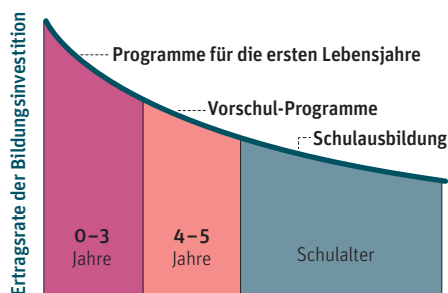 Ertragsrate der Bildungsinvestition
Programme für die ersten Lebensjahre
Vorschul-Programme
Schulausbildung
0–3
Jahre
4–5
Jahre
Schulalter